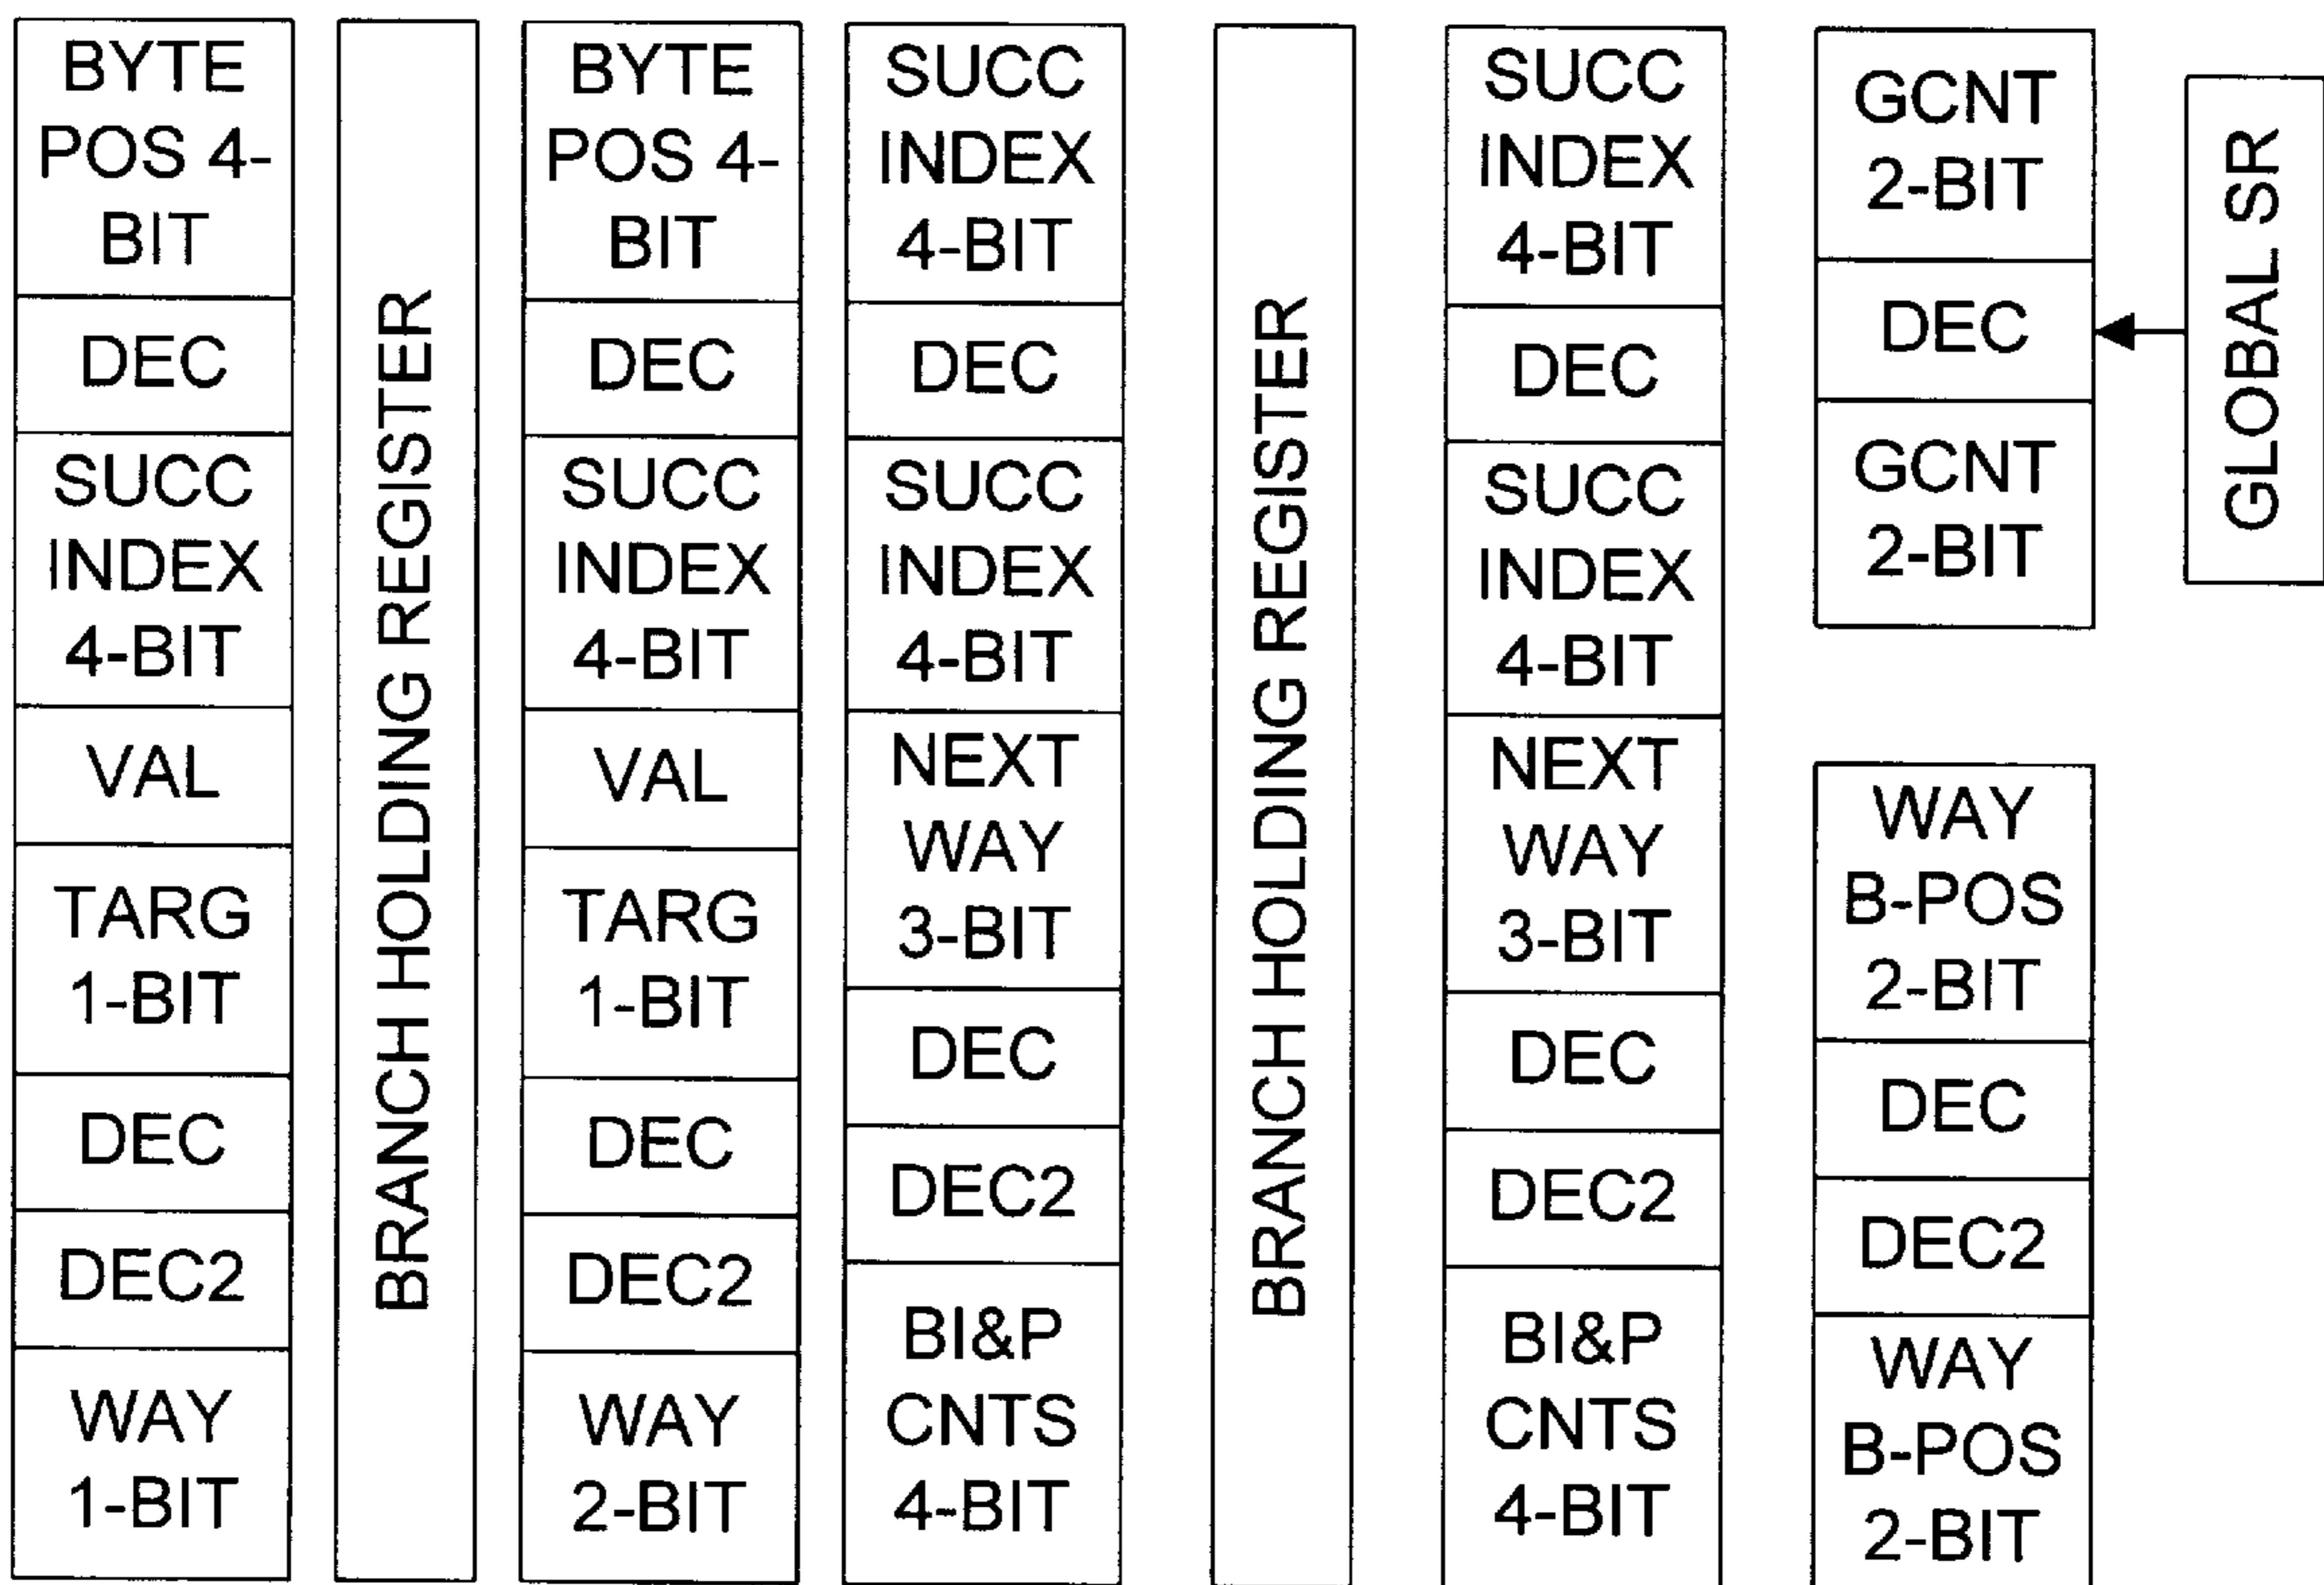 BYTE
POS 4-
BIT
DEC
SUCC
INDEX
4-BIT
VAL
TARG
1-BIT
DEC
DEC2
WAY
1-BIT
BRANCH HOLDING REGISTER
BYTE
POS 4-
BIT
DEC
SUCC
INDEX
4-BIT
VAL
TARG
1-BIT
DEC
DEC2
WAY
2-BIT
SUCC
INDEX
4-BIT
DEC
SUCC
INDEX
4-BIT
NEXT
WAY
3-BIT
DEC
DEC2
BI&P
CNTS
4-BIT
BRANCH HOLDING REGISTER
SUCC
INDEX
4-BIT
DEC
SUCC
INDEX
4-BIT
NEXT
WAY
3-BIT
DEC
DEC2
BI&P
CNTS
4-BIT
GCNT
2-BIT
DEC
GCNT
2-BIT
WAY
B-POS
2-BIT
DEC
DEC2
WAY
B-POS
2-BIT
GLOBAL SR